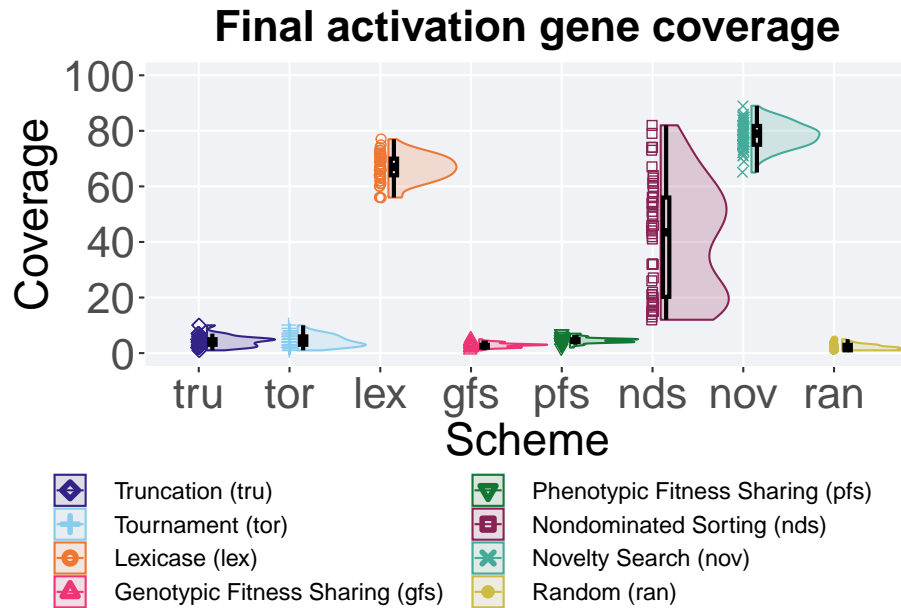 Final activation gene coverage
100
80
60
40
20
0
Coverage
tru tor lex gfs pfs nds nov ran
Scheme
Truncation (tru)
Tournament (tor)
Lexicase (lex)
Genotypic Fitness Sharing (gfs)
Phenotypic Fitness Sharing (pfs)
Nondominated Sorting (nds)
Novelty Search (nov)
Random (ran)